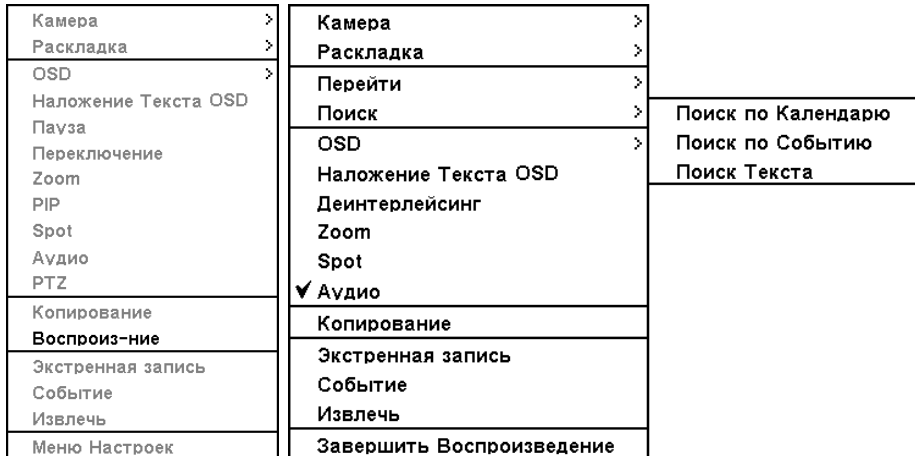 Камера >
Раскладка >
OSD >
Наложение Текста OSD
Пауза
Переключение
Zoom
PIP
Spot
Аудио
PTZ
Копирование
Воспроиз-ние
Экстренная запись
Событие
Извлечь
Меню Настроек
Камера >
Раскладка >
Перейти >
Поиск >
OSD >
Наложение Текста OSD
Деинтерлейсинг
Zoom
Spot
✔ Аудио
Копирование
Экстренная запись
Событие
Извлечь
Завершить Воспроизведение
Поиск по Календарю
Поиск по Событию
Поиск Текста